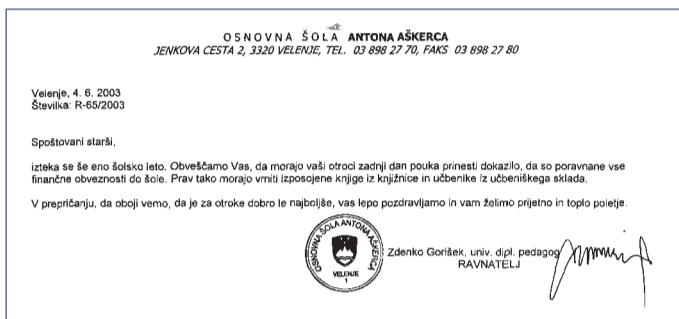 OSNOVNA ŠOLA ANTONA AŠKERCA
JENKOVA CESTA 2, 3320 VELENJE, TEL. 03 898 27 70, FAKS 03 898 27 80
Velenje, 4. 6. 2003
Številka: R-65/2003
Spoštovani starši,
izteka se še eno šolsko leto. Obveščamo Vas, da morajo vaši otroci zadnji dan pouka prinesti dokazilo, da so poravnane vse
finančne obveznosti do šole. Prav tako morajo vrniti izposojene knjige iz knjižnice in učbenike iz učbeniškega sklada.
V prepričanju, da oboji vemo, da je za otroke dobro le najboljše, vas lepo pozdravljamo in vam želimo prijetno in toplo poletje.
OSNOVNA ŠOLA ANTONA AŠKERCA
VELENJE
1
Zdenko Gorišek, univ. dipl. pedagog
RAVNATELJ